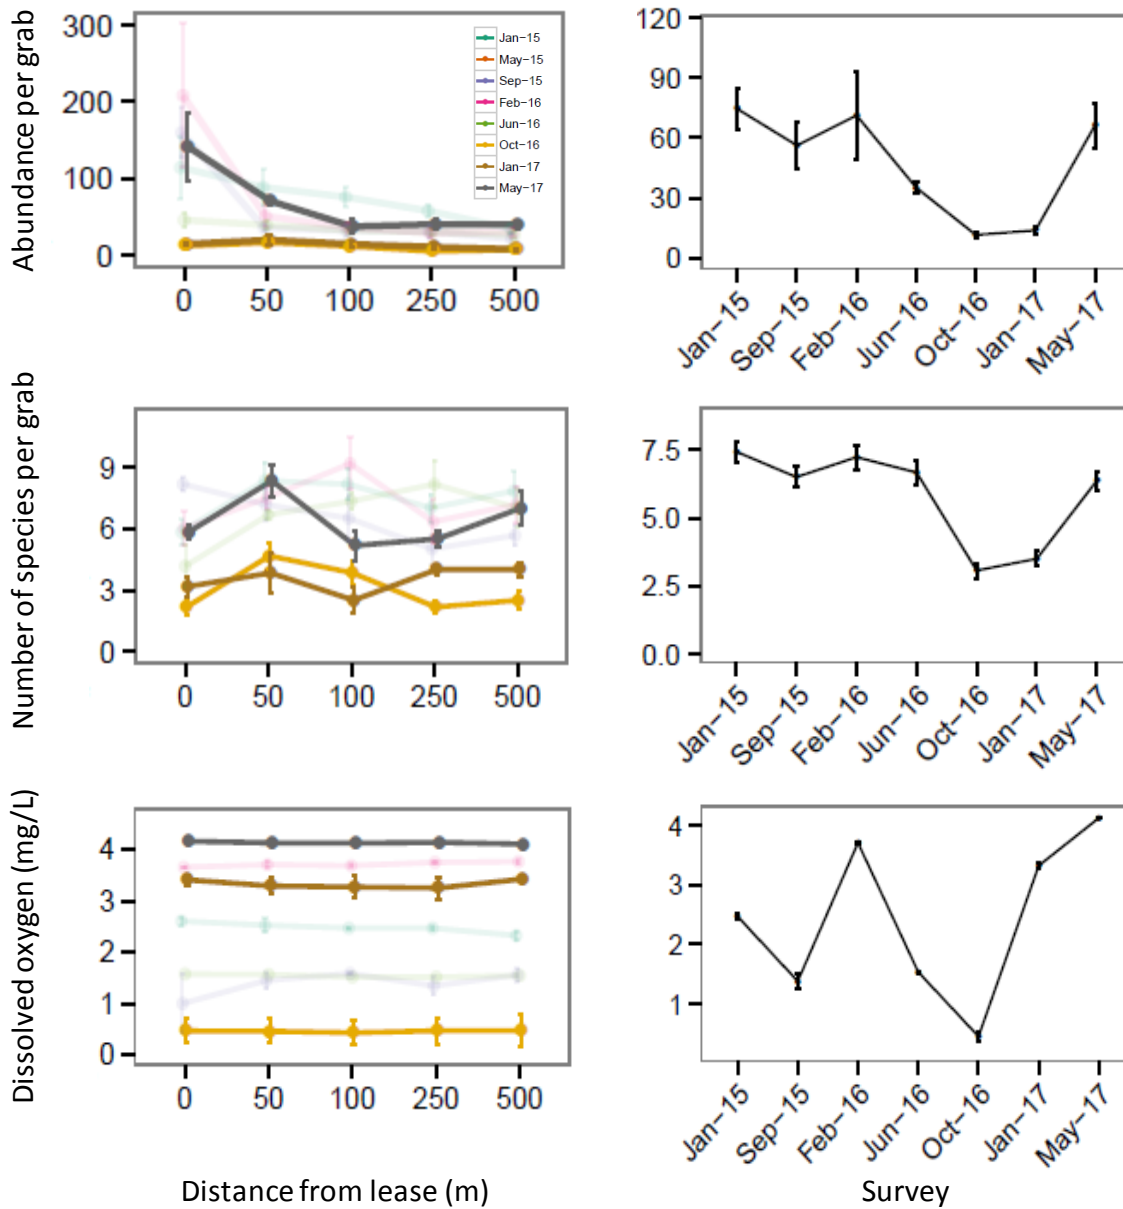 Abundance per grab
300
200
100
0
0 50 100 250 500
Jan−15
May−15
Sep−15
Feb−16
Jun−16
Oct−16
Jan−17
May−17
120
90
60
30
0
Jan−15 Sep−15 Feb−16 Jun−16 Oct−16 Jan−17 May−17
Number of species per grab
9
6
3
0
0 50 100 250 500
7.5
5.0
2.5
0.0
Jan−15 Sep−15 Feb−16 Jun−16 Oct−16 Jan−17 May−17
Dissolved oxygen (mg/L)
4
3
2
1
0
0 50 100 250 500
4
3
2
1
Jan−15 Sep−15 Feb−16 Jun−16 Oct−16 Jan−17 May−17
Distance from lease (m)
Survey